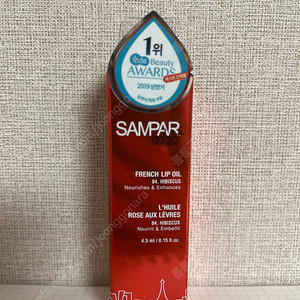 1위
Beauty
AWARDS
2019 상반기
SAMPAR
FRENCH LIP OIL
04. HIBISCUS
Nourishes & Enhances
L'HUILE
ROSE AUX LÈVRES
04. HIBISCUS
Nourrit & Embellit
4.5 ml / 0.15 fl.oz.